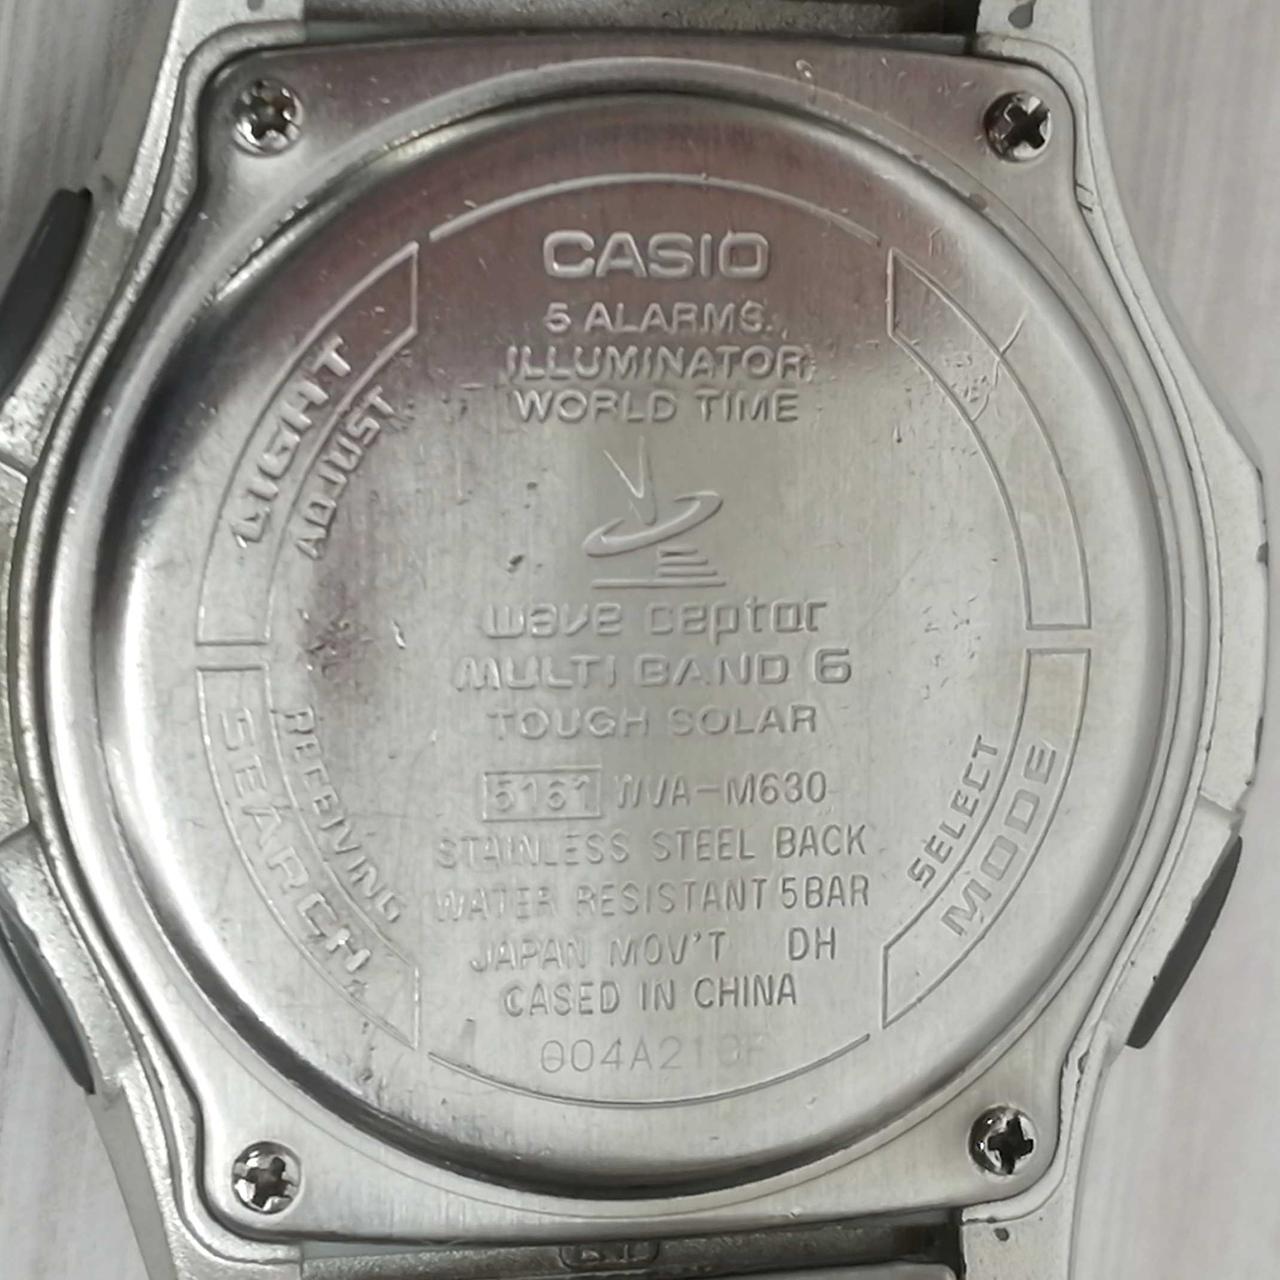 CASIO
5 ALARMS.
ILLUMINATOR
WORLD TIME
LIGHT
ADJUST
wave ceptor
MULTI BAND 6
TOUGH SOLAR
RECEIVING
SEARCH
SELECT
MODE
5161 WVA-M630
STAINLESS STEEL BACK
WATER RESISTANT 5BAR
JAPAN MOV'T DH
CASED IN CHINA